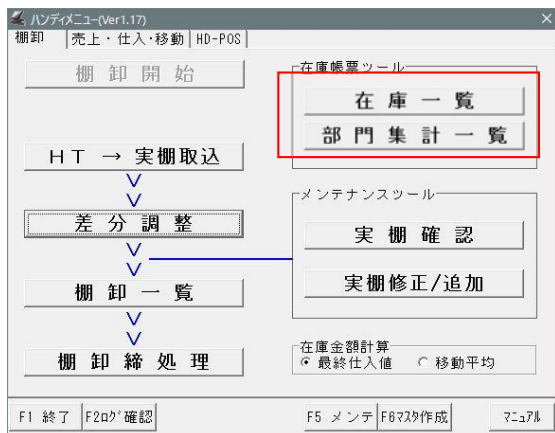 ハンディメニュー(Ver1.17)
棚卸
売上・仕入・移動
HD-POS
棚 卸 開 始
HT → 実棚取込
差 分 調 整
棚 卸 一 覧
棚 卸 締 処 理
在庫帳票ツール
在 庫 一 覧
部 門 集 計 一 覧
メンテナンスツール
実 棚 確 認
実棚修正/追加
在庫金額計算
最終仕入値
移動平均
F1 終了
F2ログ確認
F5 メンテ
F6マスタ作成
マニュアル